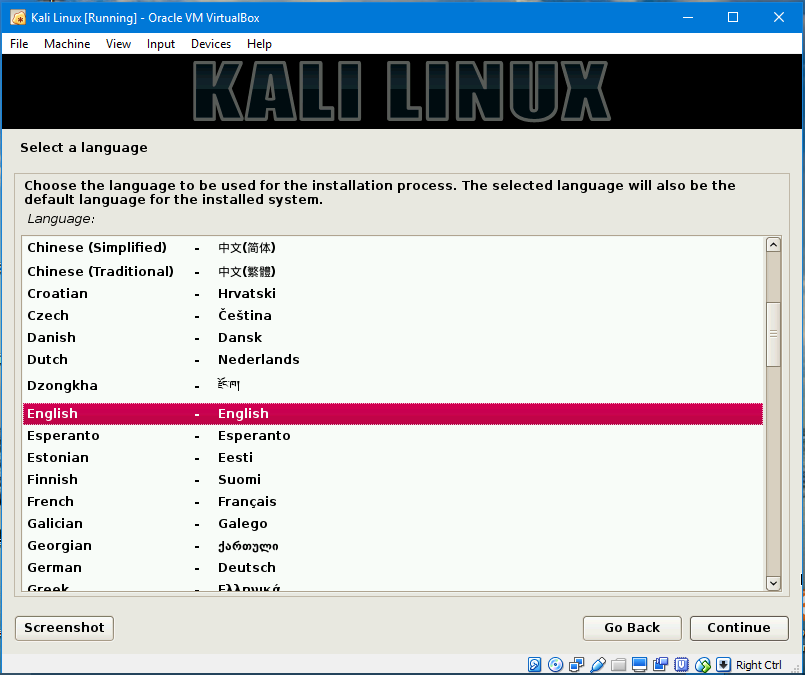 Kali Linux [Running] - Oracle VM VirtualBox
File Machine View Input Devices Help
KALI LINUX
Select a language
Choose the language to be used for the installation process. The selected language will also be the
default language for the installed system.
Language:
Chinese (Simplified) - 中文(简体)
Chinese (Traditional) - 中文(繁體)
Croatian - Hrvatski
Czech - Čeština
Danish - Dansk
Dutch - Nederlands
Dzongkha - རྫོང་ཁ།
English - English
Esperanto - Esperanto
Estonian - Eesti
Finnish - Suomi
French - Français
Galician - Galego
Georgian - ქართული
German - Deutsch
Greek - Ελληνικά
Screenshot Go Back Continue
Right Ctrl